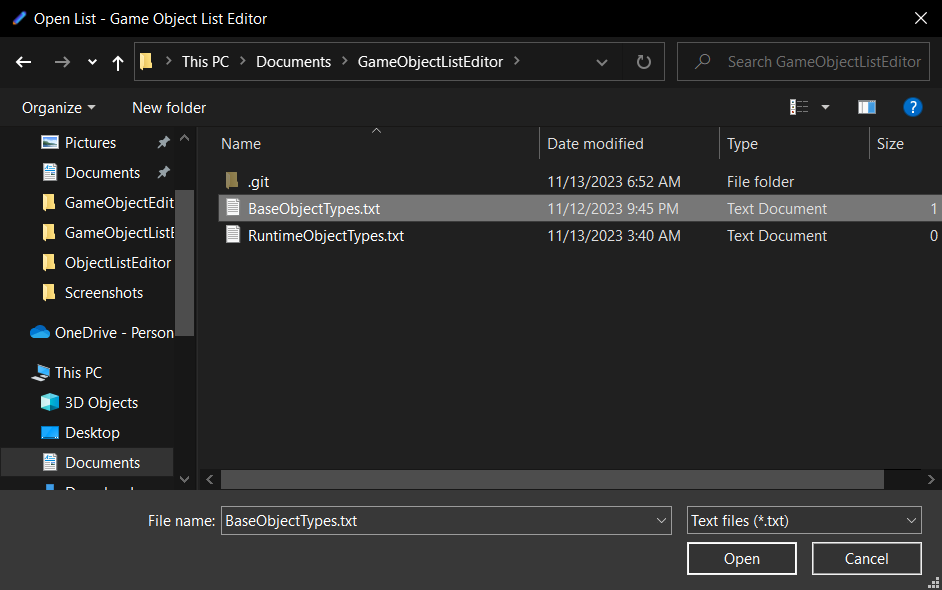 Open List - Game Object List Editor
This PC Documents GameObjectListEditor
Search GameObjectListEditor
Organize New folder
?
Pictures
Documents
GameObjectEdit
GameObjectListE
ObjectListEditor
Screenshots
OneDrive - Person
This PC
3D Objects
Desktop
Documents
Name Date modified Type Size
.git 11/13/2023 6:52 AM File folder
BaseObjectTypes.txt 11/12/2023 9:45 PM Text Document 1
RuntimeObjectTypes.txt 11/13/2023 3:40 AM Text Document 0
File name: BaseObjectTypes.txt Text files (*.txt)
Open Cancel